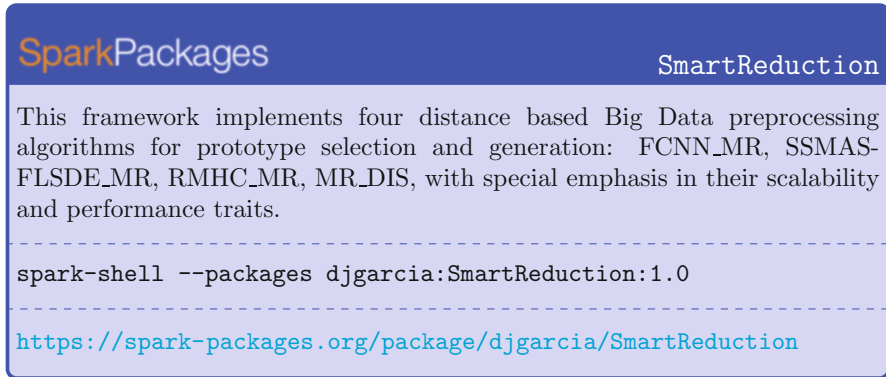 SparkPackages
SmartReduction
This framework implements four distance based Big Data preprocessing
algorithms for prototype selection and generation: FCNN_MR, SSMAS-
FLSDE_MR, RMHC_MR, MR_DIS, with special emphasis in their scalability
and performance traits.
spark-shell --packages djgarcia:SmartReduction:1.0
https://spark-packages.org/package/djgarcia/SmartReduction